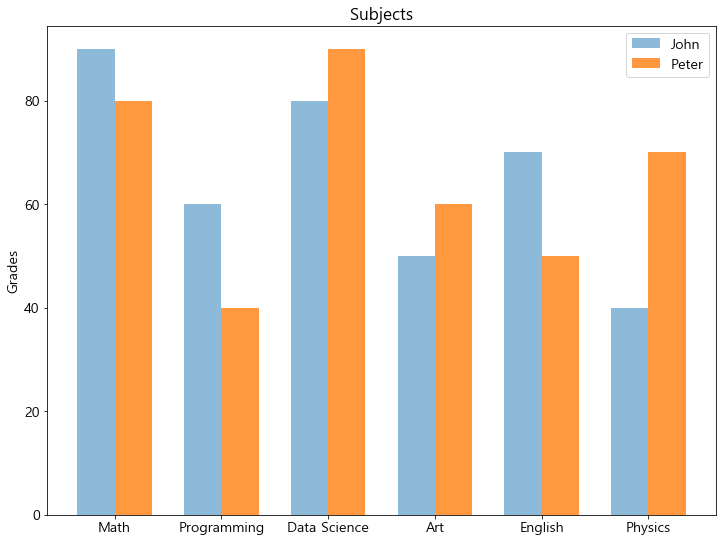 Subjects
John
Peter
Grades
80
60
40
20
0
Math Programming Data Science Art English Physics